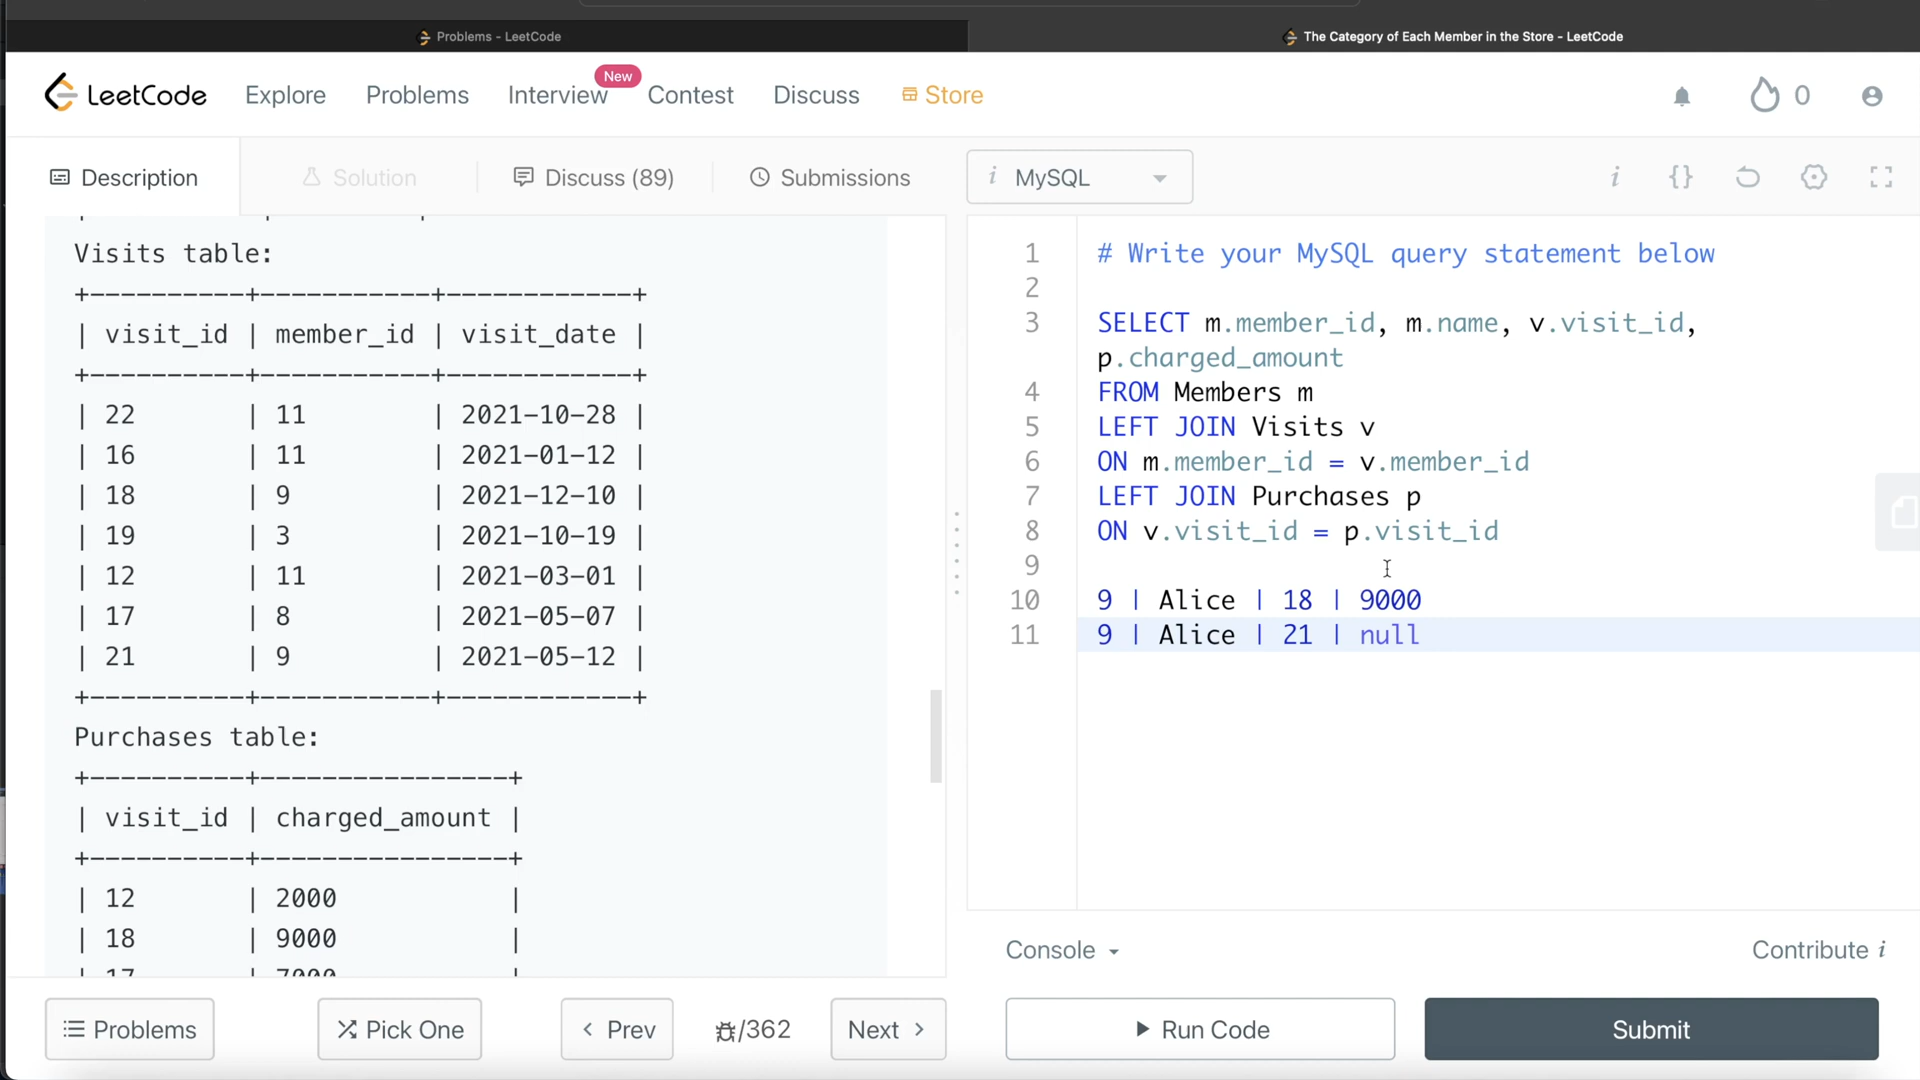 Problems - LeetCode
The Category of Each Member in the Store - LeetCode
LeetCode Explore Problems Interview New Contest Discuss Store 0
Description Solution Discuss (89) Submissions
Visits table:
+----------+-----------+------------+
| visit_id | member_id | visit_date |
+----------+-----------+------------+
| 22 | 11 | 2021-10-28 |
| 16 | 11 | 2021-01-12 |
| 18 | 9 | 2021-12-10 |
| 19 | 3 | 2021-10-19 |
| 12 | 11 | 2021-03-01 |
| 17 | 8 | 2021-05-07 |
| 21 | 9 | 2021-05-12 |
+----------+-----------+------------+
Purchases table:
+----------+----------------+
| visit_id | charged_amount |
+----------+----------------+
| 12 | 2000 |
| 18 | 9000 |
| 17 | 7000 |
i MySQL
i {}
1 # Write your MySQL query statement below
2
3 SELECT m.member_id, m.name, v.visit_id,
p.charged_amount
4 FROM Members m
5 LEFT JOIN Visits v
6 ON m.member_id = v.member_id
7 LEFT JOIN Purchases p
8 ON v.visit_id = p.visit_id
9
10 9 | Alice | 18 | 9000
11 9 | Alice | 21 | null
Console
Contribute i
Problems Pick One Prev /362 Next Run Code Submit